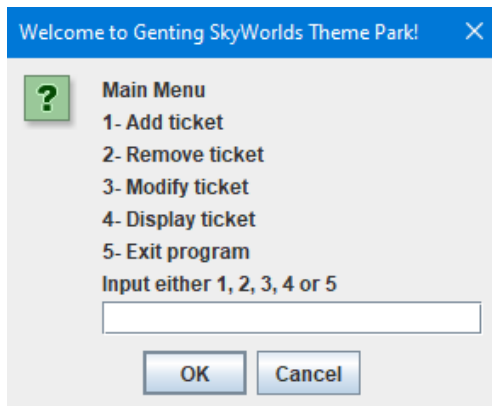 Welcome to Genting SkyWorlds Theme Park!
Main Menu
1- Add ticket
2- Remove ticket
3- Modify ticket
4- Display ticket
5- Exit program
Input either 1, 2, 3, 4 or 5
OK Cancel